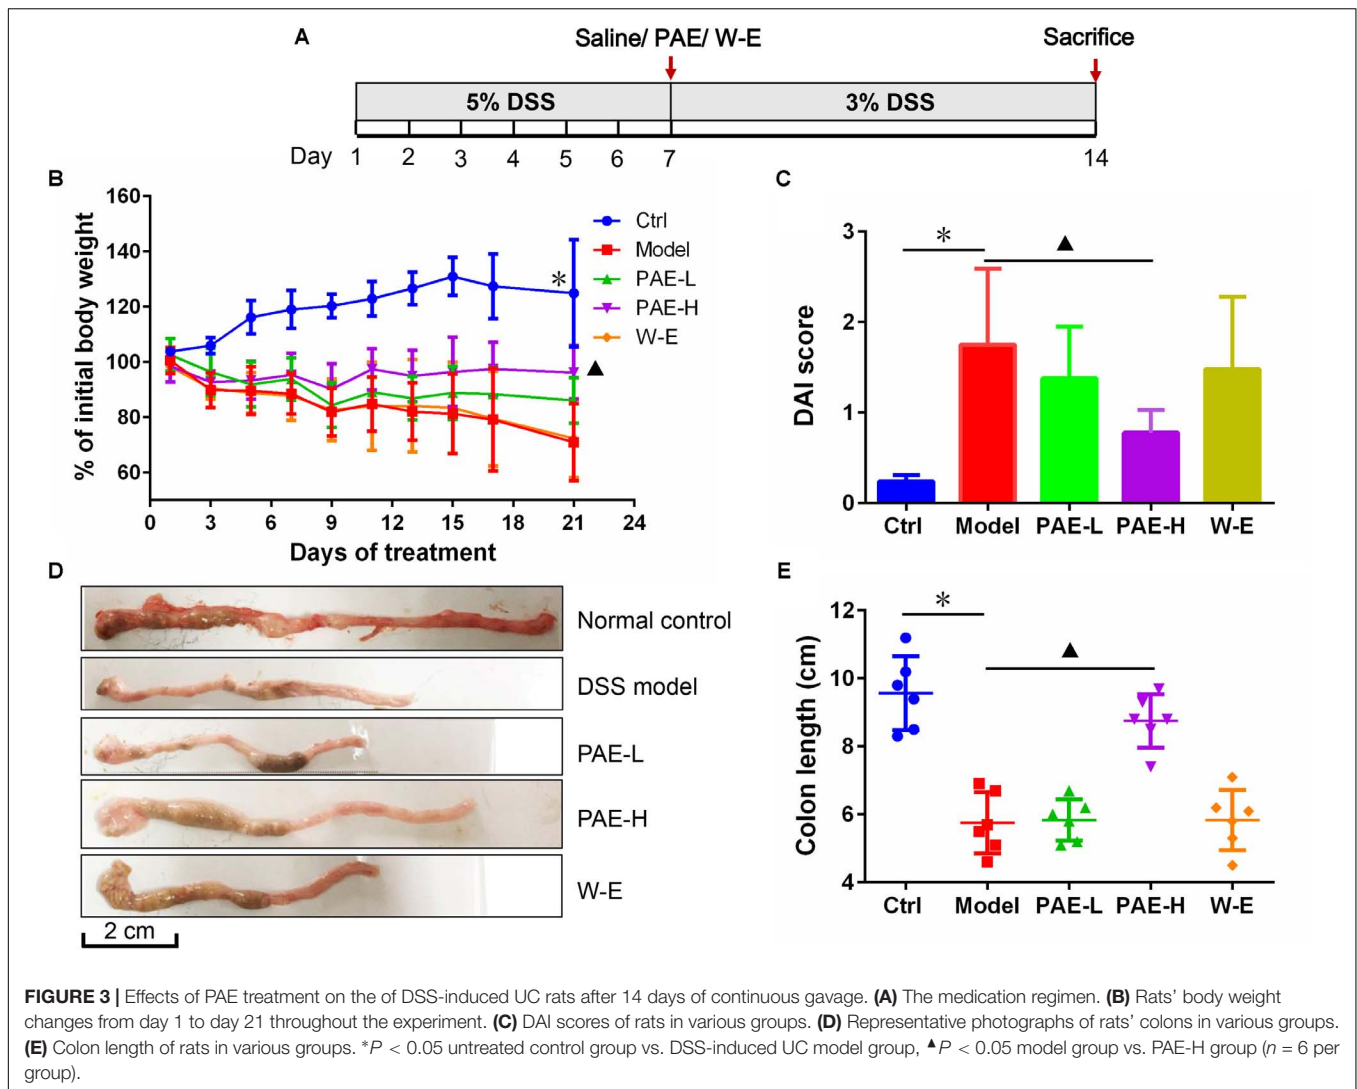 A
Saline/ PAE/ W-E
Sacrifice
5% DSS
3% DSS
Day 1 2 3 4 5 6 7 14
B
% of initial body weight
160
140
120
100
80
60
0 3 6 9 12 15 18 21 24
Days of treatment
*
▲
Ctrl
Model
PAE-L
PAE-H
W-E
C
DAI score
3
2
1
0
*
▲
Ctrl Model PAE-L PAE-H W-E
D
Normal control
DSS model
PAE-L
PAE-H
W-E
2 cm
E
Colon length (cm)
12
10
8
6
4
*
▲
Ctrl Model PAE-L PAE-H W-E
FIGURE 3 | Effects of PAE treatment on the of DSS-induced UC rats after 14 days of continuous gavage. (A) The medication regimen. (B) Rats' body weight
changes from day 1 to day 21 throughout the experiment. (C) DAI scores of rats in various groups. (D) Representative photographs of rats' colons in various groups.
(E) Colon length of rats in various groups. *P < 0.05 untreated control group vs. DSS-induced UC model group, ▲P < 0.05 model group vs. PAE-H group (n = 6 per
group).